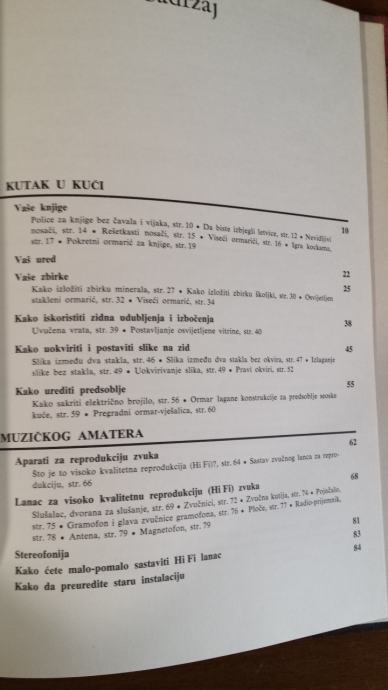 Sadržaj
KUTAK U KUĆI
Vaše knjige 10
Police za knjige bez čavala i vijaka, str. 10 • Da biste izbjegli letvice, str. 12 • Nevidljivi
nosači, str. 14 • Rešetkasti nosači, str. 15 • Viseći ormarići, str. 16 • Igra kockama,
str. 17 • Pokretni ormarić za knjige, str. 19
Vaš ured 22
Vaše zbirke 25
Kako izložiti zbirku minerala, str. 27 • Kako izložiti zbirku školjki, str. 30 • Osvijetljen
stakleni ormarić, str. 32 • Viseći ormarić, str. 34
Kako iskoristiti zidna udubljenja i izbočenja 38
Uvučena vrata, str. 39 • Postavljanje osvijetljene vitrine, str. 40
Kako uokviriti i postaviti slike na zid 45
Slika između dva stakla, str. 46 • Slika između dva stakla bez okvira, str. 47 • Izlaganje
slike bez stakla, str. 49 • Uokvirivanje slika, str. 49 • Pravi okviri, str. 52
Kako urediti predsoblje 55
Kako sakriti električno brojilo, str. 56 • Ormar lagane konstrukcije za predsoblje seoske
kuće, str. 59 • Pregradni ormar-vješalica, str. 60
MUZIČKOG AMATERA
Aparati za reprodukciju zvuka 62
Što je to visoko kvalitetna reprodukcija (Hi Fi)?, str. 64 • Sastav zvučnog lanca za repro-
dukciju, str. 66
Lanac za visoko kvalitetnu reprodukciju (Hi Fi) zvuka 68
Slušalac, dvorana za slušanje, str. 69 • Zvučnici, str. 72 • Zvučna kutija, str. 74 • Pojačalo,
str. 75 • Gramofon i glava zvučnice gramofona, str. 76 • Ploče, str. 77 • Radio-prijemnik,
str. 78 • Antena, str. 79 • Magnetofon, str. 79
Stereofonija 81
Kako ćete malo-pomalo sastaviti Hi Fi lanac 83
Kako da preuredite staru instalaciju 84